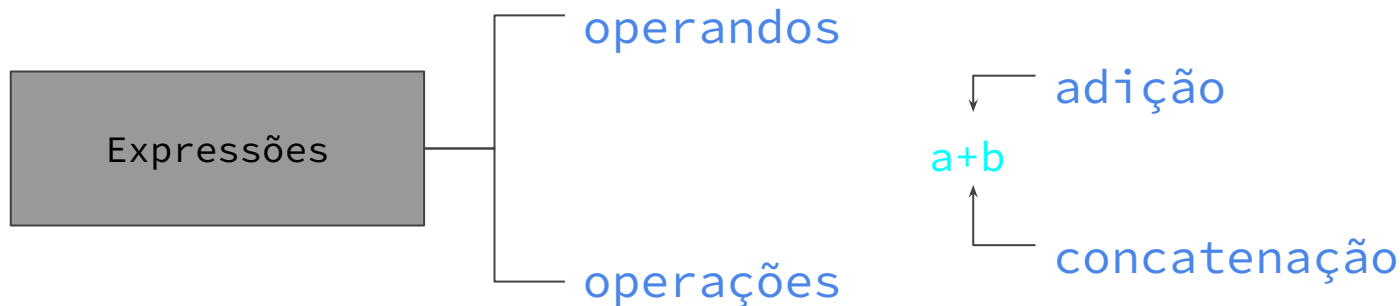 operandos
adição
Expressões
a+b
concatenação
operações